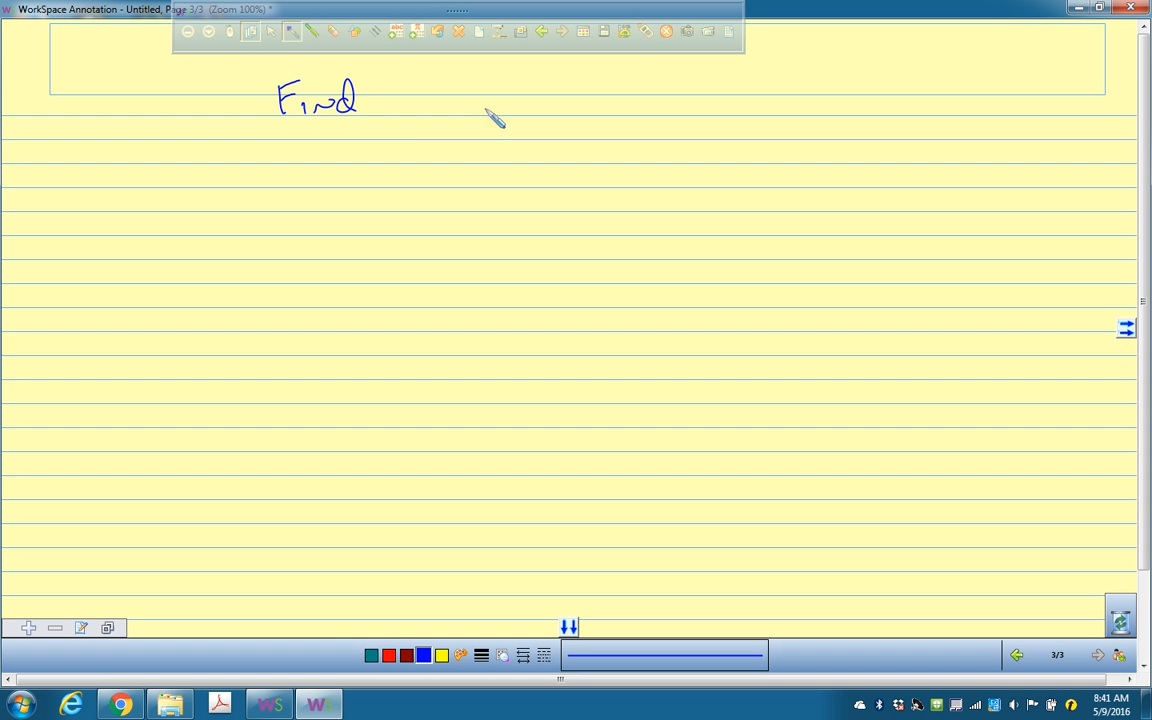 WorkSpace Annotation - Untitled, Page 3/3 (Zoom 100%) *
Find
3/3
8:41 AM
5/9/2016